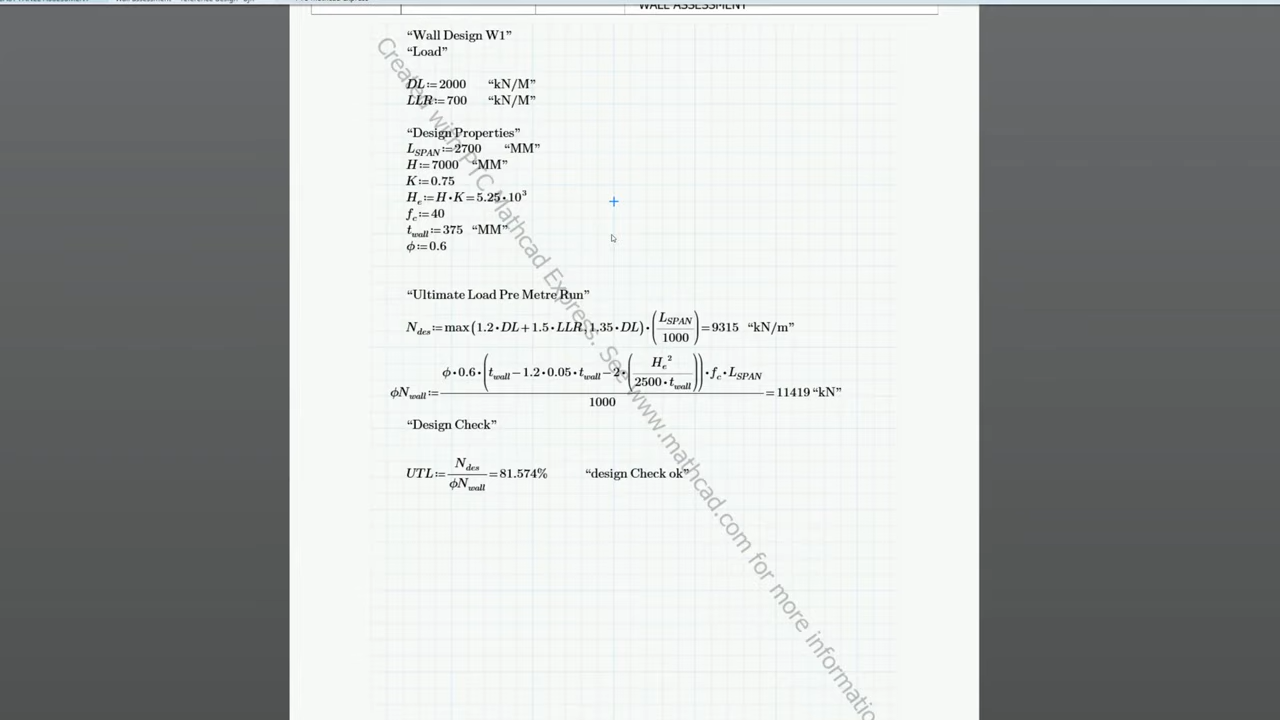 WALL ASSESSMENT
“Wall Design W1”
“Load”
DL:=2000 “kN/M”
LLR:=700 “kN/M”
“Design Properties”
L_SPAN:=2700 “MM”
H:=7000 “MM”
K:=0.75
H_e:=H⋅K=5.25⋅10^3
f_c:=40
t_wall:=375 “MM”
ϕ:=0.6
“Ultimate Load Pre Metre Run”
N_des:=max(1.2⋅DL+1.5⋅LLR,1.35⋅DL)⋅(L_SPAN/1000)=9315 “kN/m”
ϕN_wall:=ϕ⋅0.6⋅(t_wall−1.2⋅0.05⋅t_wall−2⋅(H_e^2/(2500⋅t_wall)))⋅f_c⋅L_SPAN/1000=11419 “kN”
“Design Check”
UTL:=N_des/ϕN_wall=81.574% “design Check ok”
Created with PTC Mathcad Express. See www.mathcad.com for more informatio